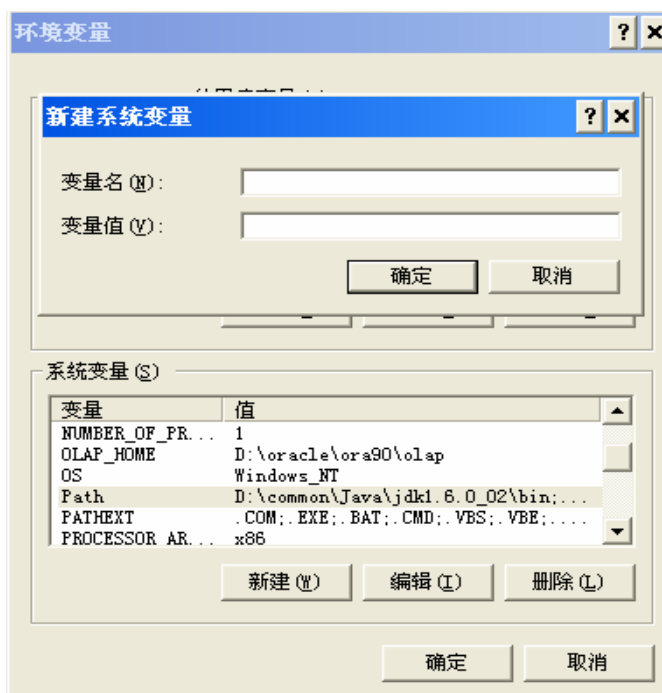 环境变量
新建系统变量
变量名(N):
变量值(V):
确定 取消
系统变量(S)
变量 值
NUMBER_OF_PR... 1
OLAP_HOME D:\oracle\ora90\olap
OS Windows_NT
Path D:\common\Java\jdk1.6.0_02\bin;...
PATHEXT .COM;.EXE;.BAT;.CMD;.VBS;.VBE;....
PROCESSOR_AR... x86
新建(W) 编辑(I) 删除(L)
确定 取消